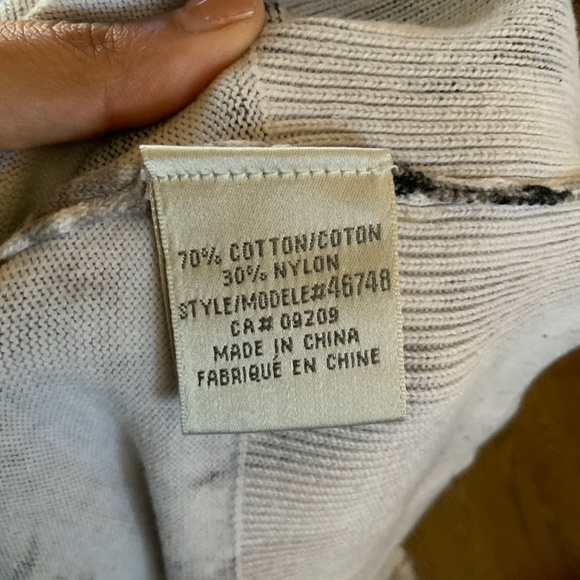 70% COTTON/COTON
30% NYLON
STYLE/MODELE#46748
CA# 09209
MADE IN CHINA
FABRIQUÉ EN CHINE